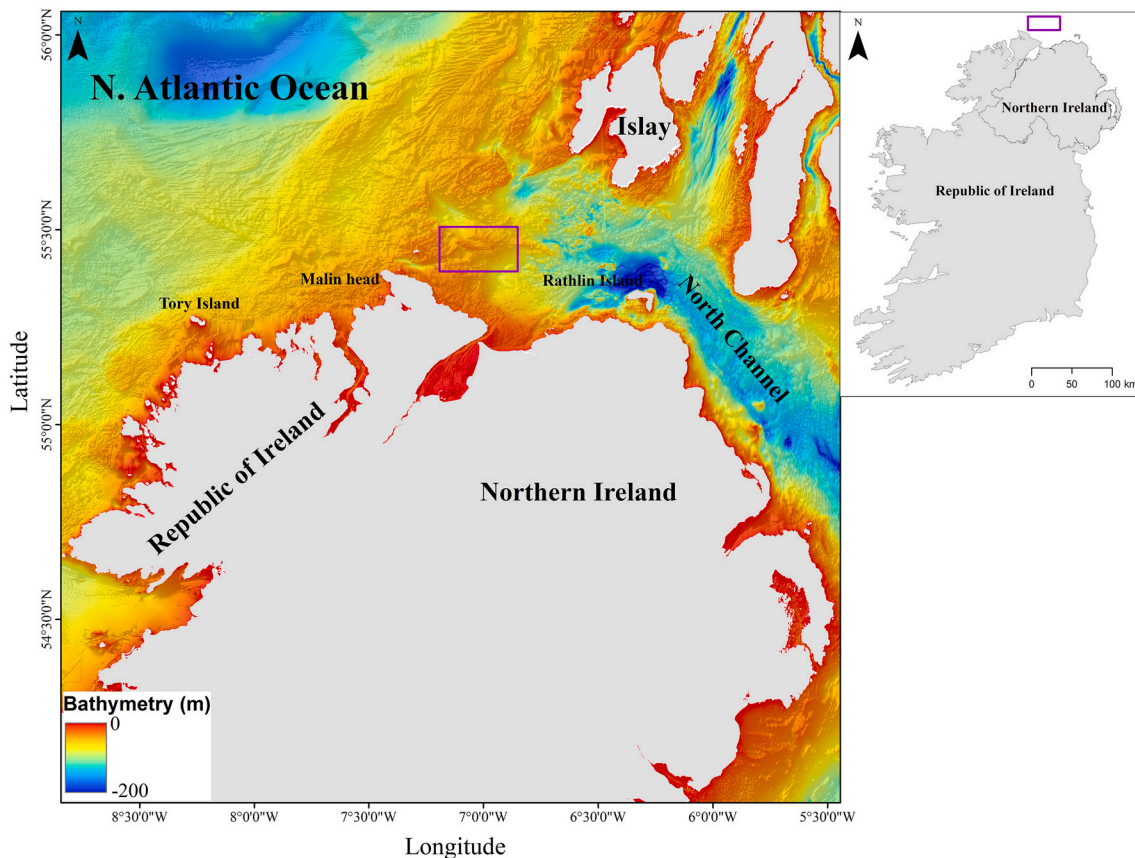 N
N. Atlantic Ocean
Islay
Malin head
Rathlin Island
Tory Island
North Channel
Republic of Ireland
Northern Ireland
Bathymetry (m)
0
-200
56°0'0"N
55°30'0"N
55°0'0"N
54°30'0"N
Latitude
8°30'0"W
8°0'0"W
7°30'0"W
7°0'0"W
6°30'0"W
6°0'0"W
5°30'0"W
Longitude
N
Northern Ireland
Republic of Ireland
0 50 100 km